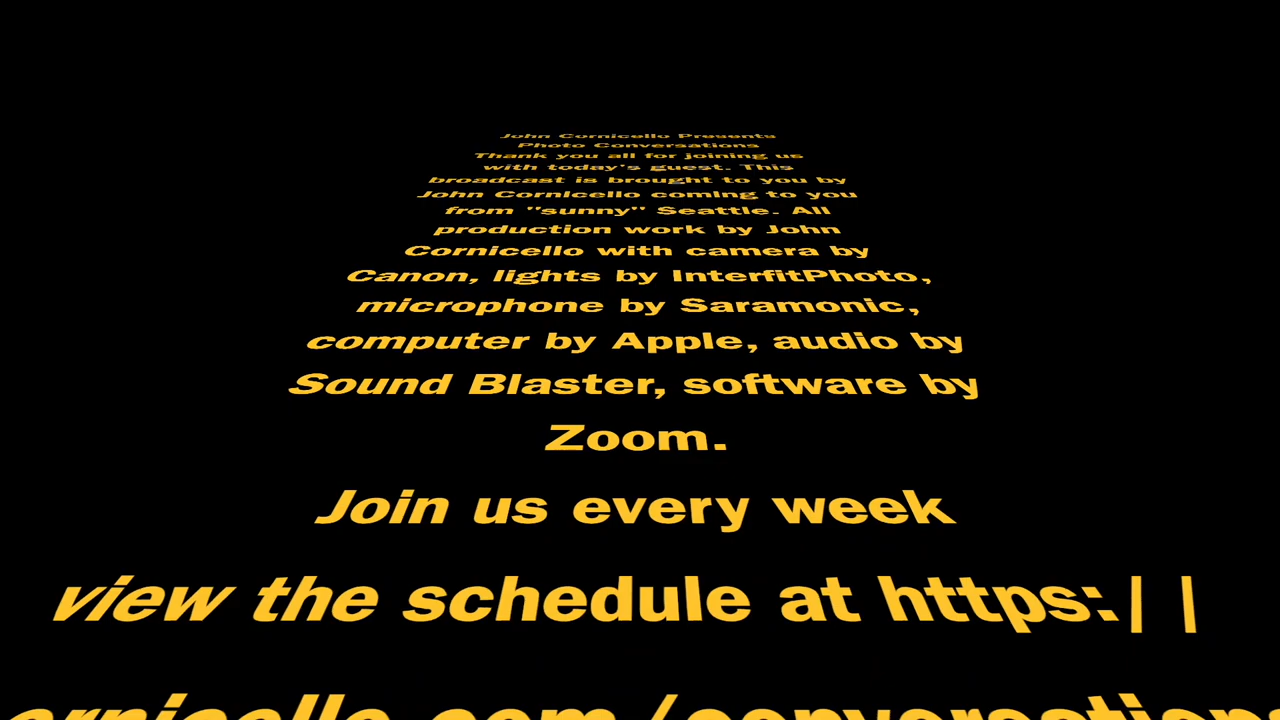 John Cornicello Presents
Photo Conversations
Thank you all for joining us
with today's guest. This
broadcast is brought to you by
John Cornicello coming to you
from "sunny" Seattle. All
production work by John
Cornicello with camera by
Canon, lights by InterfitPhoto,
microphone by Saramonic,
computer by Apple, audio by
Sound Blaster, software by
Zoom.
Join us every week
view the schedule at https://
ornicello.com/conversations